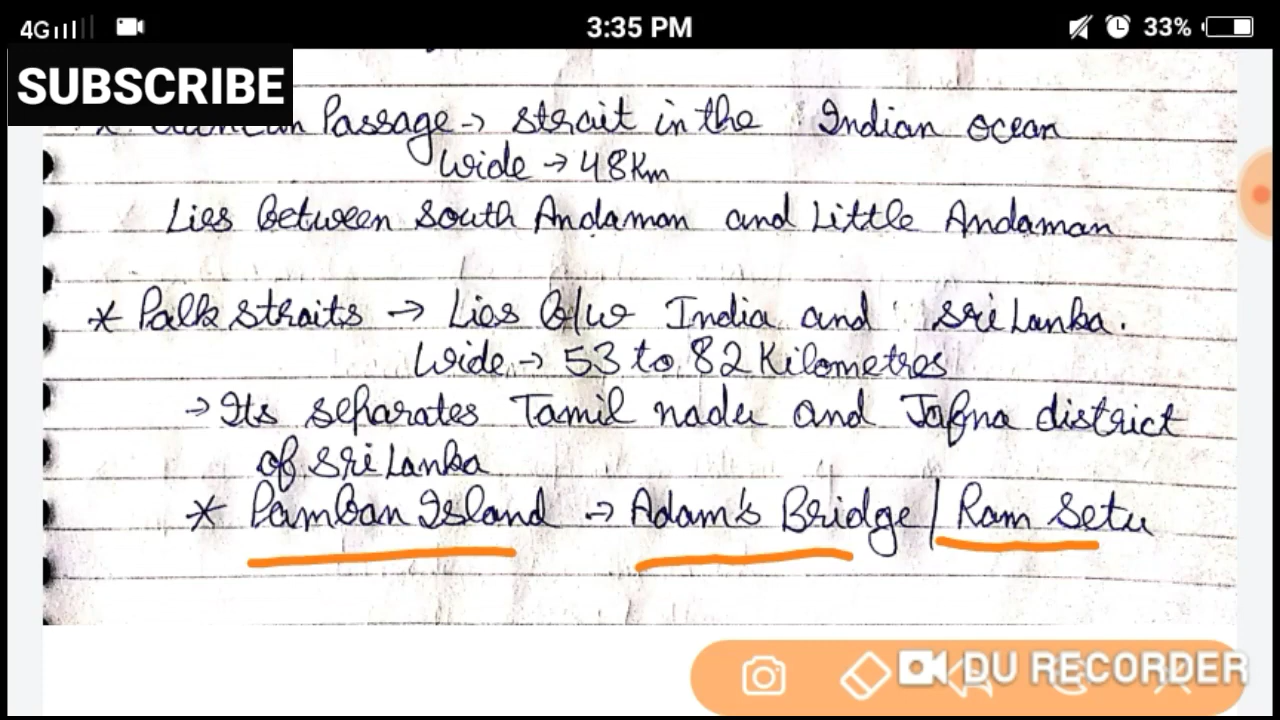 4G 3:35 PM 33%
SUBSCRIBE
* Passage → strait in the Indian ocean
Wide → 48Km
Lies between South Andaman and Little Andaman
* Palk straits → Lies b/w India and Sri Lanka.
Wide → 53 to 82 Kilometres
→ Its separates Tamil nadu and Jafna district
of Sri Lanka
* Pamban Island → Adam's Bridge / Ram Setu
DU RECORDER